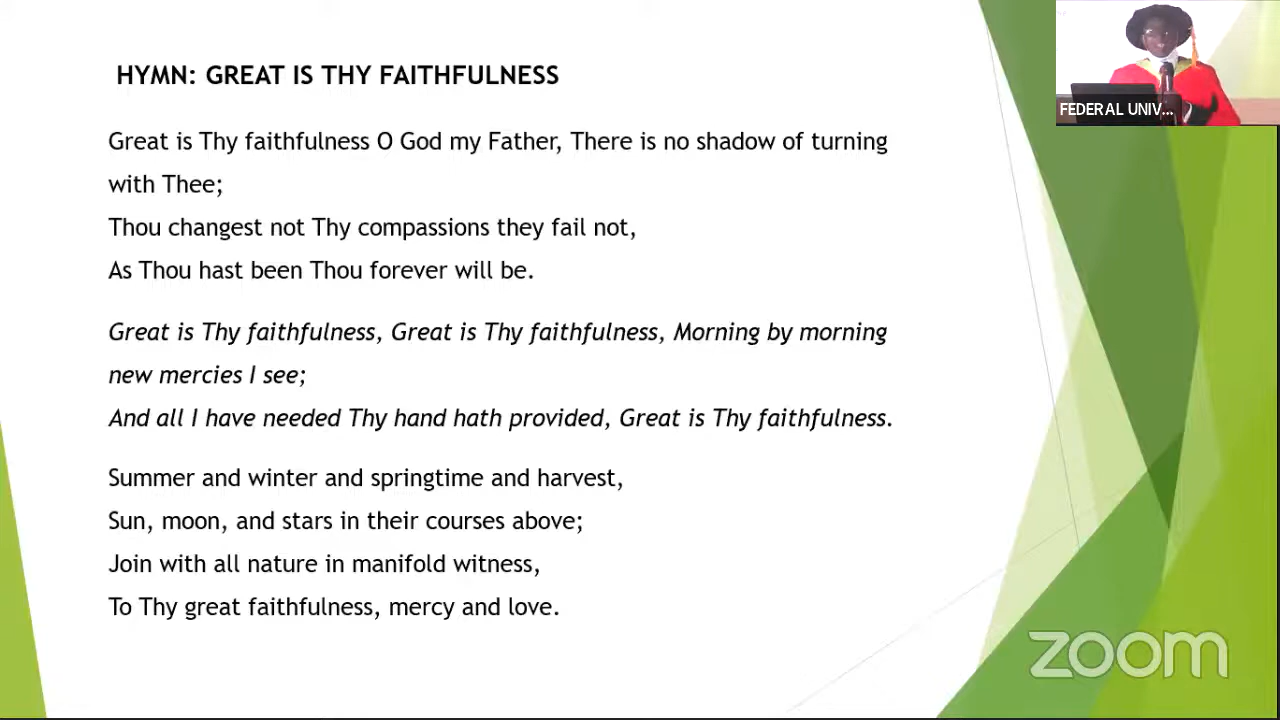 HYMN: GREAT IS THY FAITHFULNESS
Great is Thy faithfulness O God my Father, There is no shadow of turning
with Thee;
Thou changest not Thy compassions they fail not,
As Thou hast been Thou forever will be.
Great is Thy faithfulness, Great is Thy faithfulness, Morning by morning
new mercies I see;
And all I have needed Thy hand hath provided, Great is Thy faithfulness.
Summer and winter and springtime and harvest,
Sun, moon, and stars in their courses above;
Join with all nature in manifold witness,
To Thy great faithfulness, mercy and love.
FEDERAL UNIV...
zoom